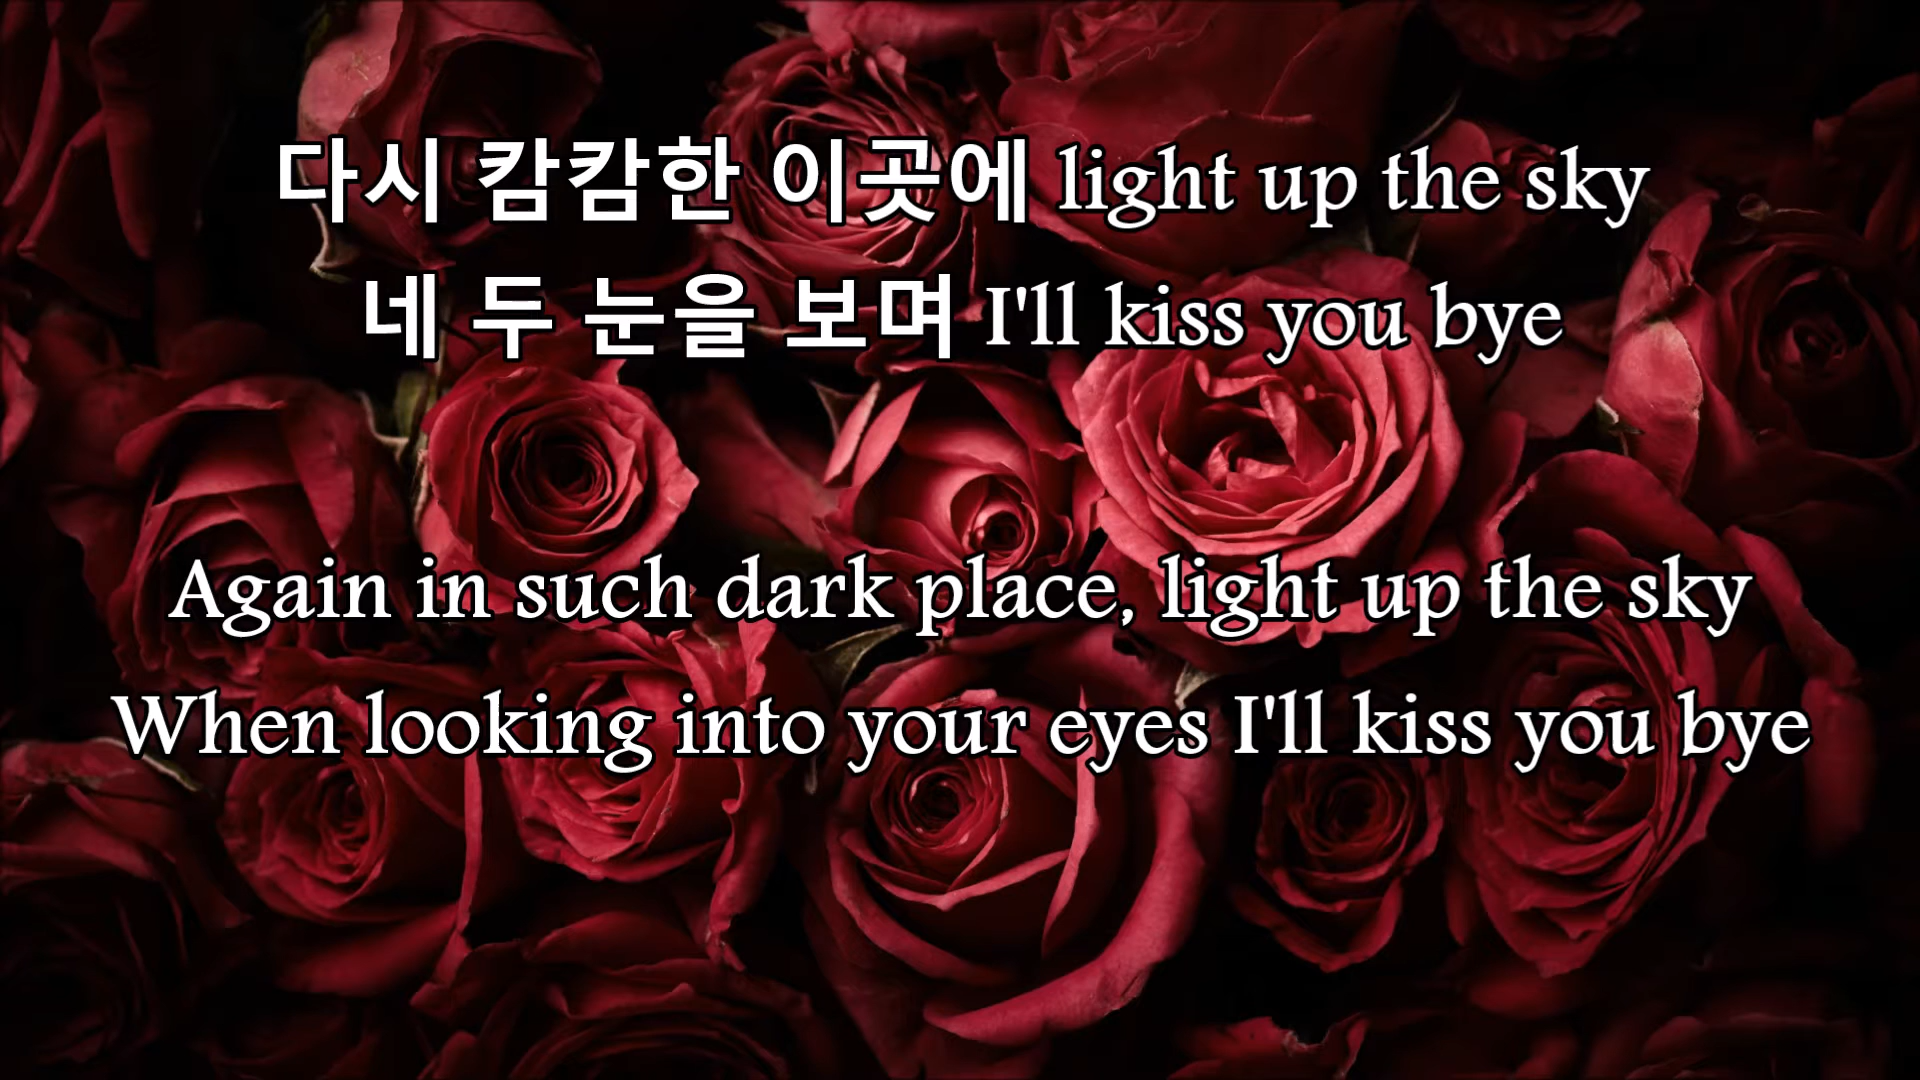 다시 캄캄한 이곳에 light up the sky
네 두 눈을 보며 I'll kiss you bye
Again in such dark place, light up the sky
When looking into your eyes I'll kiss you bye